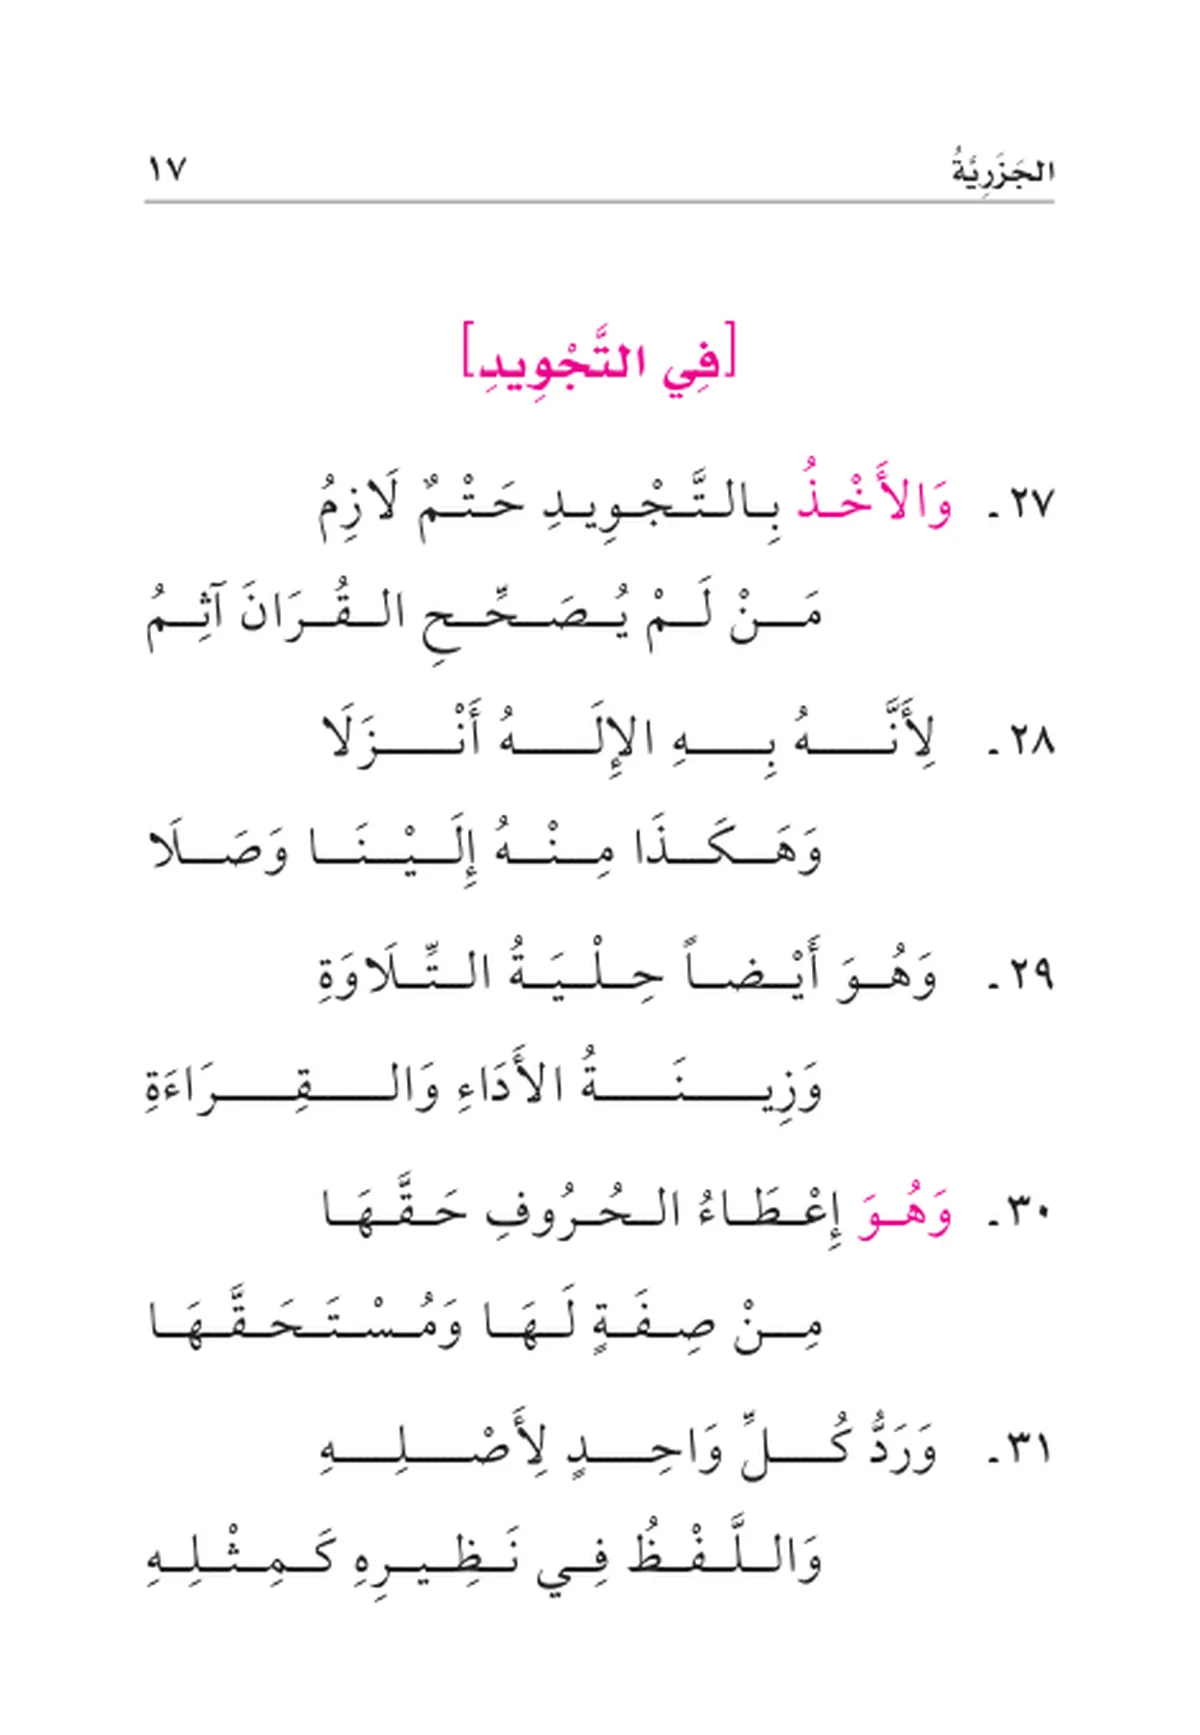 الجَزَرِيَّةُ ١٧
[فِي التَّجْوِيدِ]
٢٧ـ وَالأَخْذُ بِالتَّجْوِيدِ حَتْمٌ لَازِمُ
مَنْ لَمْ يُصَحِّحِ القُرَانَ آثِمُ
٢٨ـ لِأَنَّهُ بِهِ الإِلَهُ أَنْزَلَا
وَهَكَذَا مِنْهُ إِلَيْنَا وَصَلَا
٢٩ـ وَهُوَ أَيْضاً حِلْيَةُ التِّلَاوَةِ
وَزِينَةُ الأَدَاءِ وَالقِرَاءَةِ
٣٠ـ وَهُوَ إِعْطَاءُ الحُرُوفِ حَقَّهَا
مِنْ صِفَةٍ لَهَا وَمُسْتَحَقَّهَا
٣١ـ وَرَدُّ كُلِّ وَاحِدٍ لِأَصْلِهِ
وَاللَّفْظُ فِي نَظِيرِهِ كَمِثْلِهِ